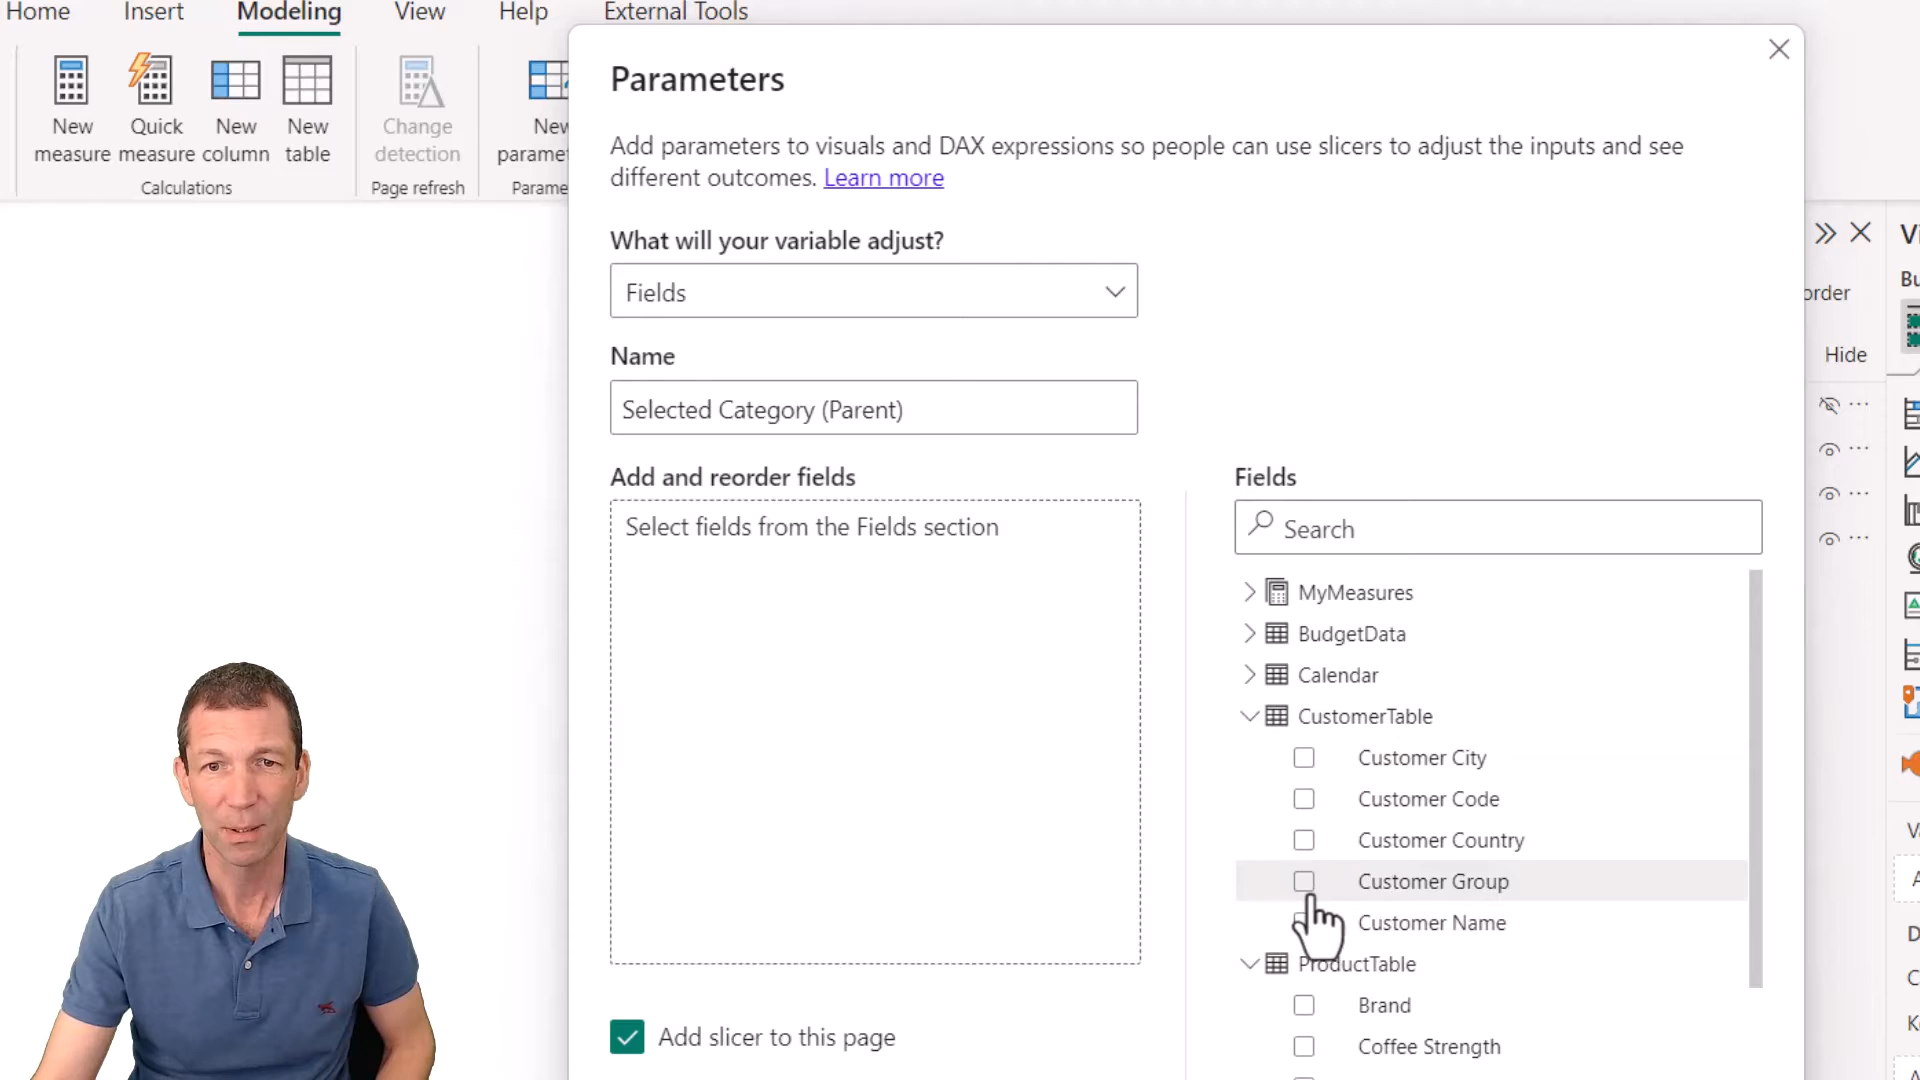 Home Insert Modeling View Help External Tools
New measure
Quick measure
New column
New table
Calculations
Change detection
Page refresh
New
Parameters
Add parameters to visuals and DAX expressions so people can use slicers to adjust the inputs and see
different outcomes. Learn more
What will your variable adjust?
Fields
Name
Selected Category (Parent)
Add and reorder fields
Select fields from the Fields section
Add slicer to this page
Fields
Search
MyMeasures
BudgetData
Calendar
CustomerTable
Customer City
Customer Code
Customer Country
Customer Group
Customer Name
ProductTable
Brand
Coffee Strength
Hide